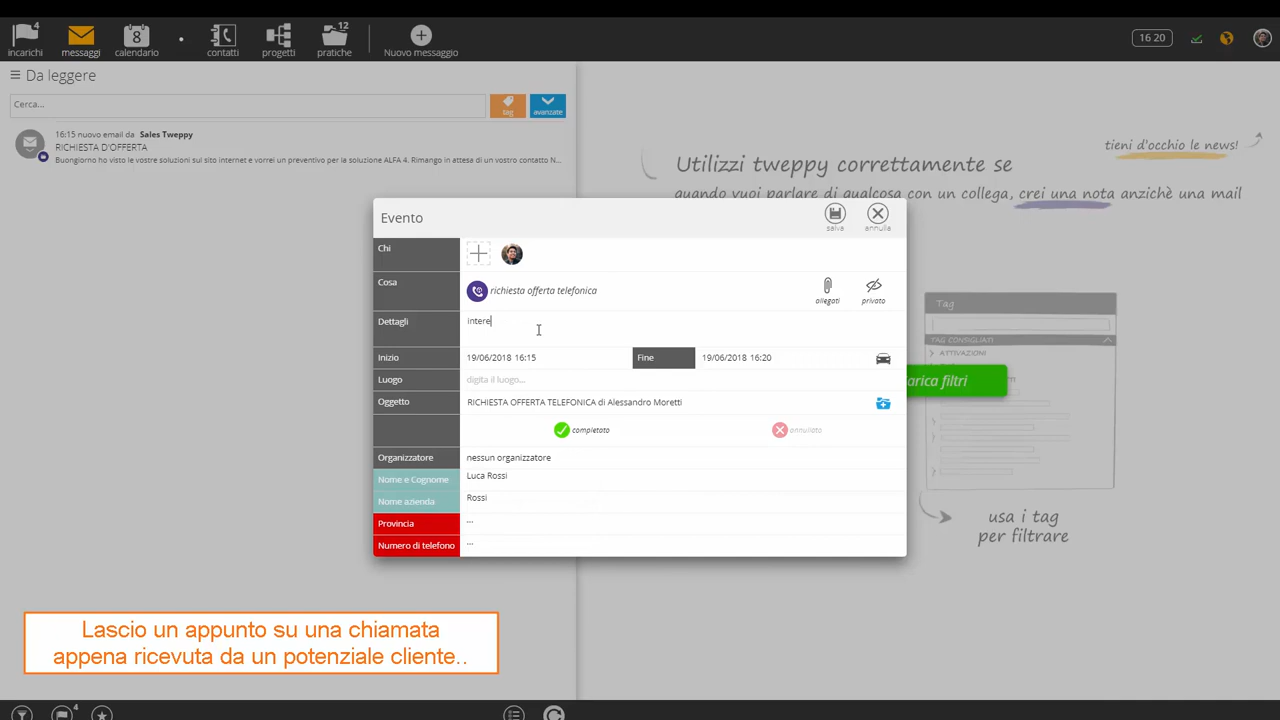 4
12
incarichi
messaggi
8
calendario
contatti
progetti
pratiche
Nuovo messaggio
16 20
Da leggere
Cerca...
tag
avanzate
16:15 nuovo email da Sales Tweppy
RICHIESTA D'OFFERTA
Buongiorno ho visto le vostre soluzioni sul sito internet e vorrei un preventivo per la soluzione ALFA 4. Rimango in attesa di un vostro contatto N...
tieni d'occhio le news!
Utilizzi tweppy correttamente se
quando vuoi parlare di qualcosa con un collega, crei una nota anzichè una mail
Evento
salva
annulla
Chi
Cosa
richiesta offerta telefonica
allegati
privato
Dettagli
intere
Inizio
19/06/2018 16:15
Fine
19/06/2018 16:20
Luogo
digita il luogo...
Oggetto
RICHIESTA OFFERTA TELEFONICA di Alessandro Moretti
completato
annullato
Organizzatore
nessun organizzatore
Nome e Cognome
Luca Rossi
Nome azienda
Rossi
Provincia
...
Numero di telefono
...
Tag
TAG CONSIGLIATI
ATTIVAZIONI
arica filtri
usa i tag
per filtrare
Lascio un appunto su una chiamata
appena ricevuta da un potenziale cliente..
4